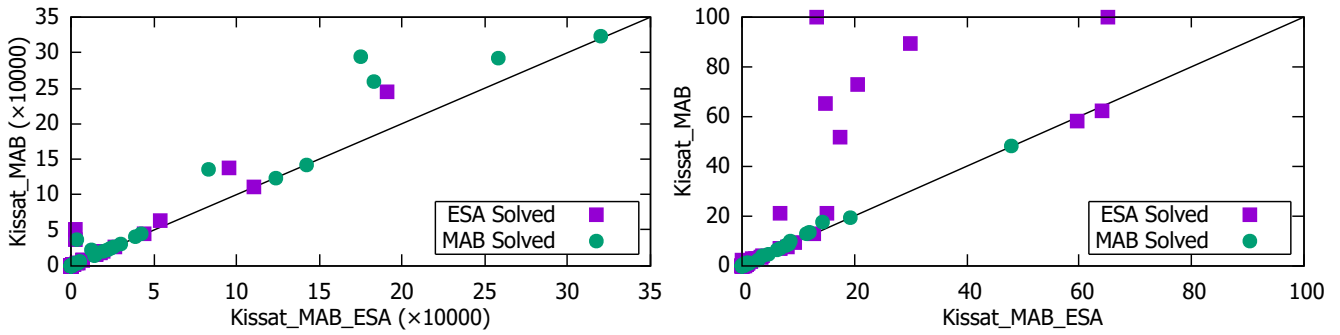 Kissat_MAB (×10000)
35
30
25
20
15
10
5
0
ESA Solved
MAB Solved
0 5 10 15 20 25 30 35
Kissat_MAB_ESA (×10000)
Kissat_MAB
100
80
60
40
20
0
ESA Solved
MAB Solved
0 20 40 60 80 100
Kissat_MAB_ESA